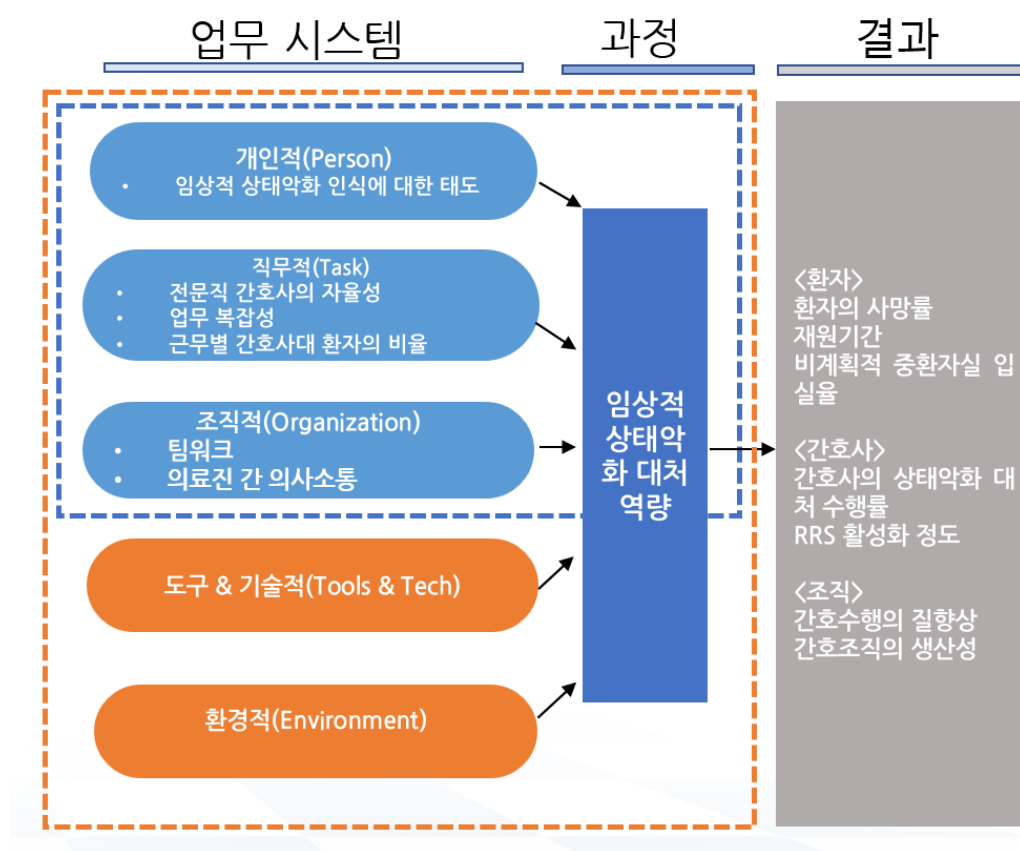 업무 시스템
과정
결과
개인적(Person)
• 임상적 상태악화 인식에 대한 태도
직무적(Task)
• 전문직 간호사의 자율성
• 업무 복잡성
• 근무별 간호사대 환자의 비율
조직적(Organization)
• 팀워크
• 의료진 간 의사소통
도구 & 기술적(Tools & Tech)
환경적(Environment)
임상적
상태악
화 대처
역량
<환자>
환자의 사망률
재원기간
비계획적 중환자실 입
실율
<간호사>
간호사의 상태악화 대
처 수행률
RRS 활성화 정도
<조직>
간호수행의 질향상
간호조직의 생산성